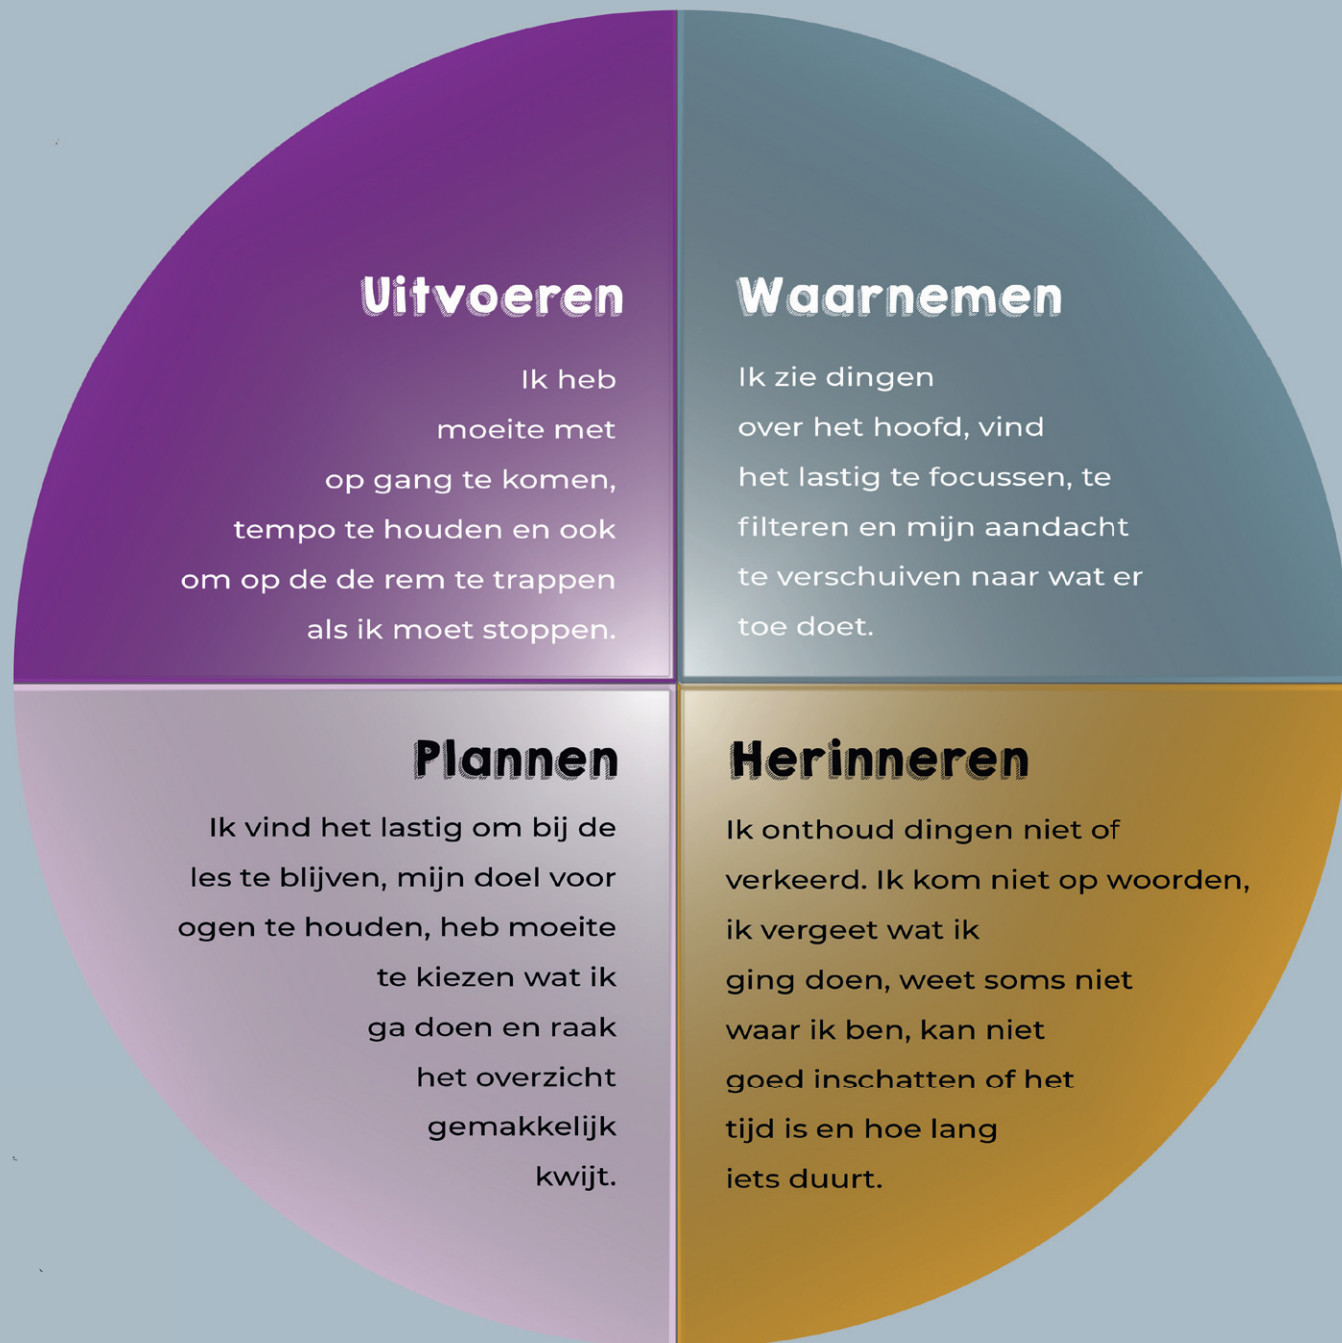 Uitvoeren
Ik heb
moeite met
op gang te komen,
tempo te houden en ook
om op de de rem te trappen
als ik moet stoppen.
Waarnemen
Ik zie dingen
over het hoofd, vind
het lastig te focussen, te
filteren en mijn aandacht
te verschuiven naar wat er
toe doet.
Plannen
Ik vind het lastig om bij de
les te blijven, mijn doel voor
ogen te houden, heb moeite
te kiezen wat ik
ga doen en raak
het overzicht
gemakkelijk
kwijt.
Herinneren
Ik onthoud dingen niet of
verkeerd. Ik kom niet op woorden,
ik vergeet wat ik
ging doen, weet soms niet
waar ik ben, kan niet
goed inschatten of het
tijd is en hoe lang
iets duurt.